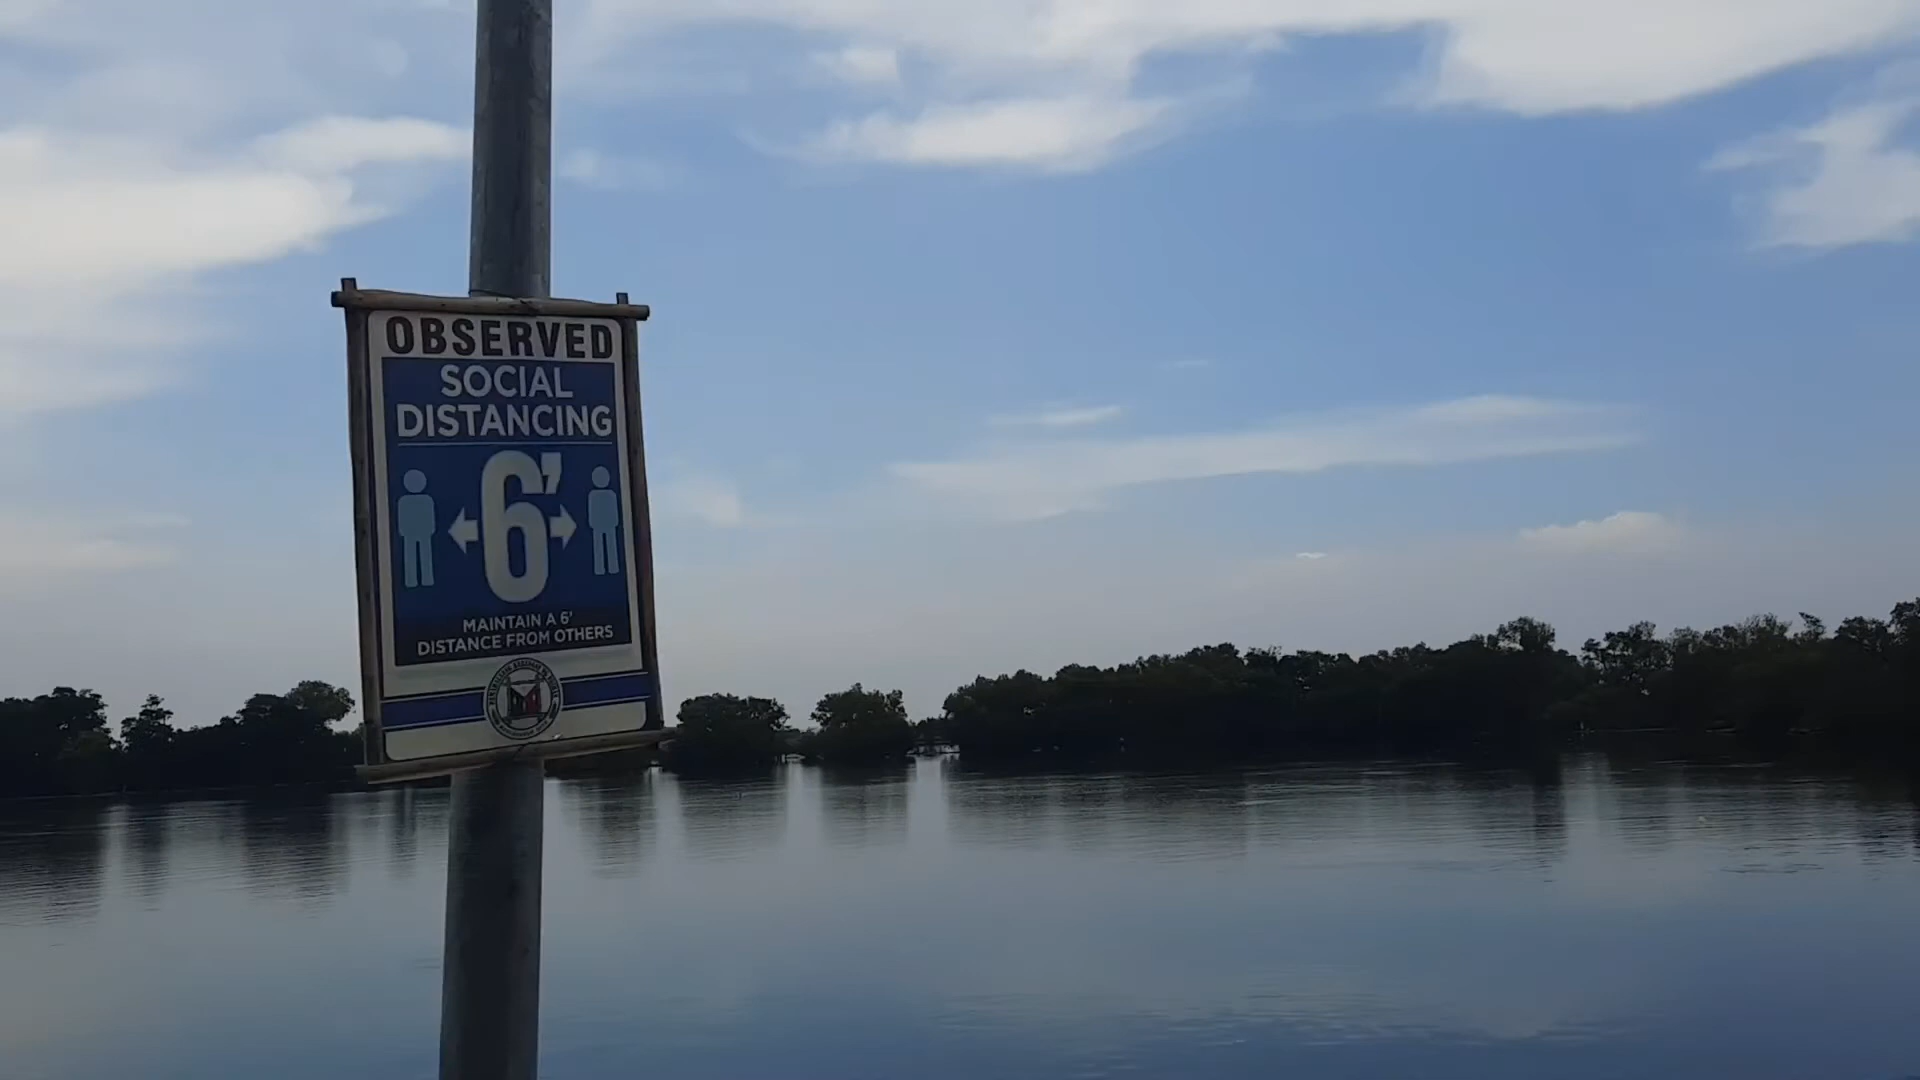 OBSERVED
SOCIAL
DISTANCING
6'
MAINTAIN A 6'
DISTANCE FROM OTHERS